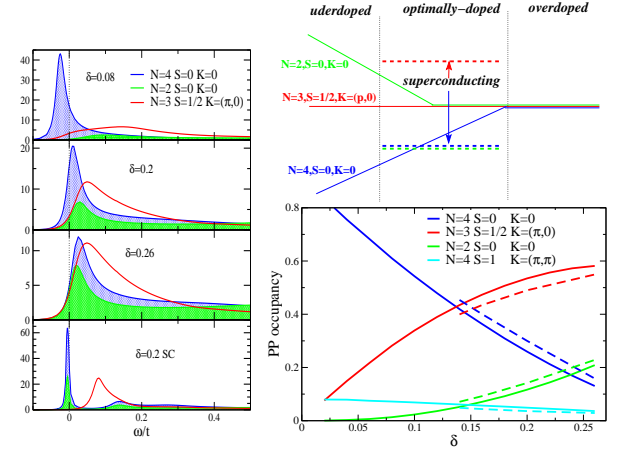 uderdoped optimally-doped overdoped
40
30
20
10
0
δ=0.08
N=4 S=0 K=0
N=2 S=0 K=0
N=3 S=1/2 K=(π,0)
20
15
10
5
0
δ=0.2
10
5
0
δ=0.26
60
50
40
30
20
10
0
δ=0.2 SC
0 0.2 0.4
ω/t
N=2,S=0,K=0
superconducting
N=3,S=1/2,K=(p,0)
N=4,S=0,K=0
0.8
0.6
0.4
0.2
0
PP occupancy
N=4 S=0 K=0
N=3 S=1/2 K=(π,0)
N=2 S=0 K=0
N=4 S=1 K=(π,π)
0 0.05 0.1 0.15 0.2 0.25
δ